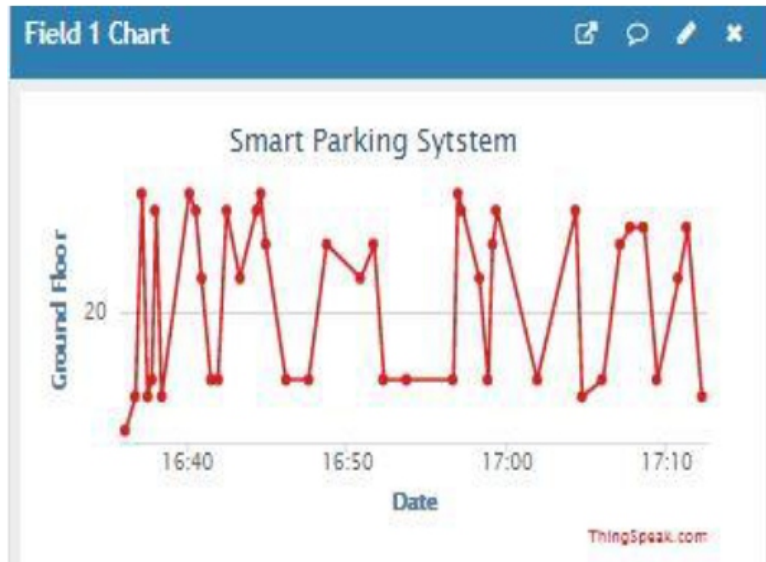 Field 1 Chart
Smart Parking Sytstem
Ground Floor
20
16:40 16:50 17:00 17:10
Date
ThingSpeak.com